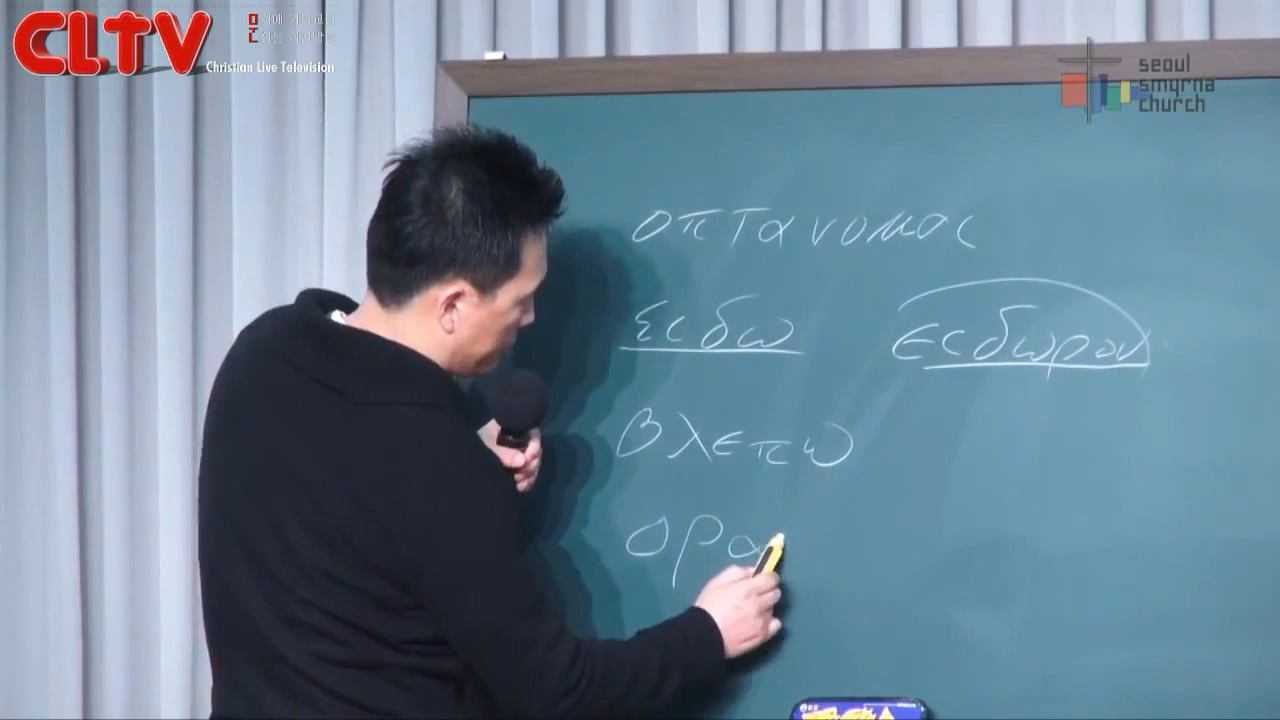 CLTV
Christian Live Television
seoul
smyrna
church
οπτανομαι
ειδω ειδωρον
βλεπω
ορα